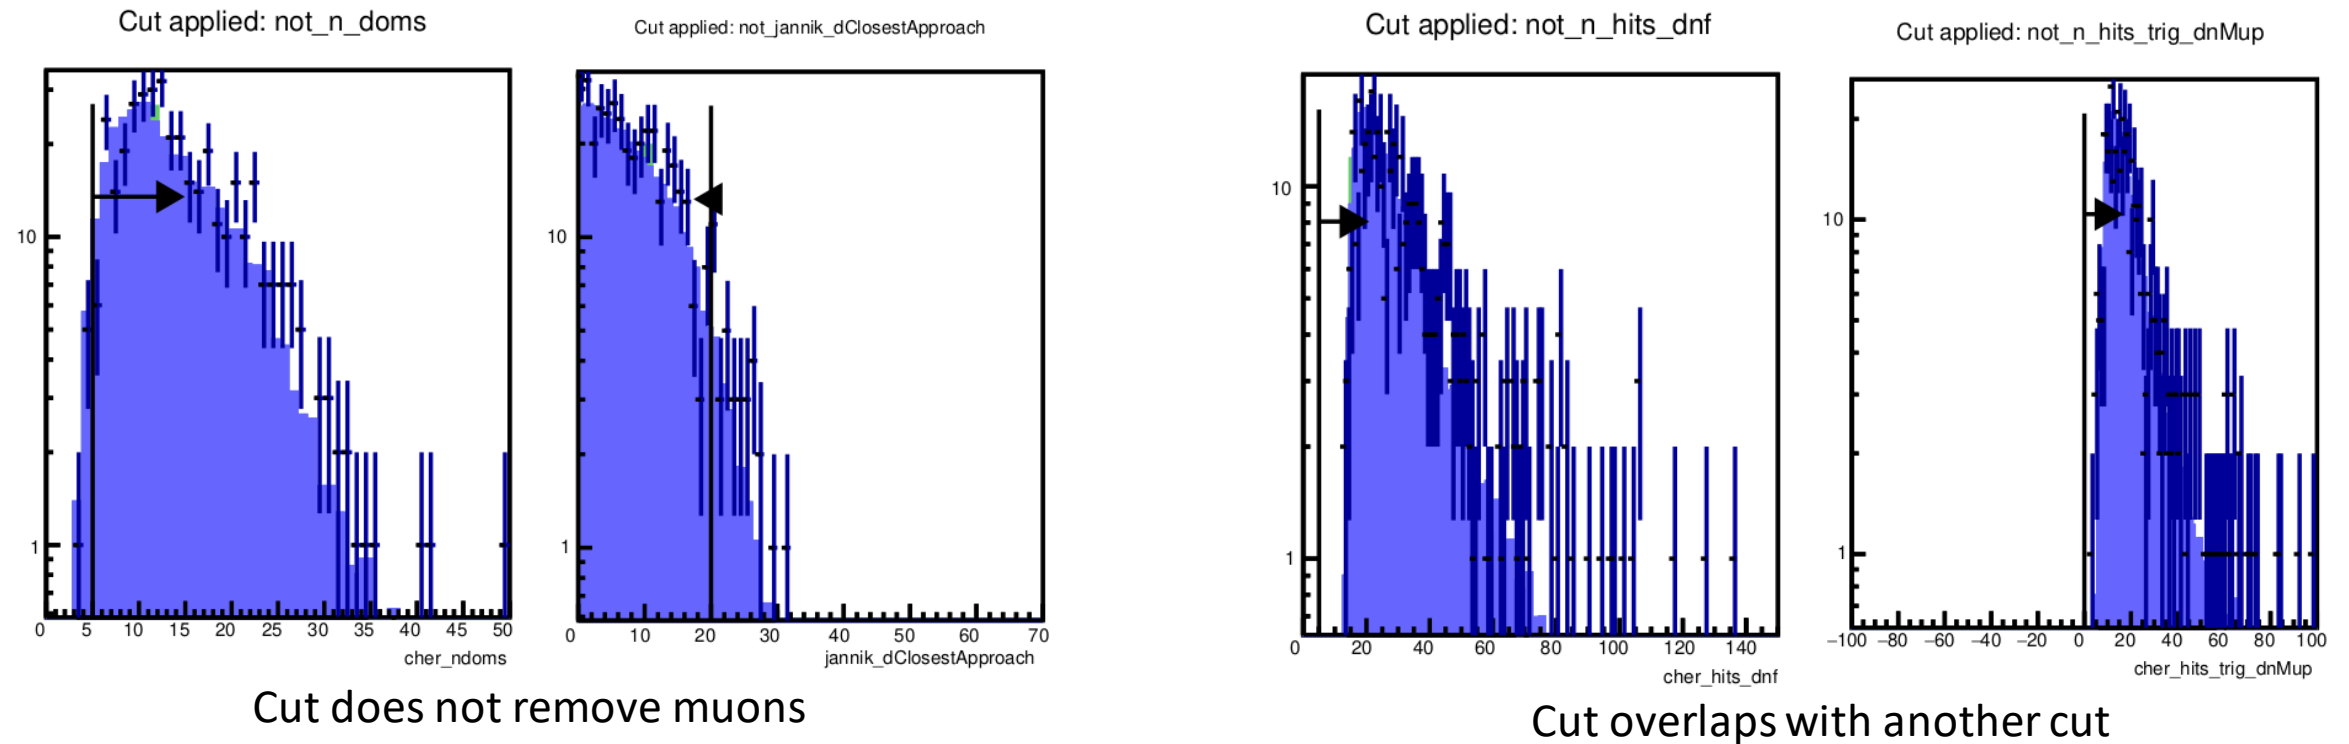 Cut applied: not_n_doms
10
1
0 5 10 15 20 25 30 35 40 45 50
cher_ndoms
Cut applied: not_jannik_dClosestApproach
10
1
0 10 20 30 40 50 60 70
jannik_dClosestApproach
Cut does not remove muons
Cut applied: not_n_hits_dnf
10
1
0 20 40 60 80 100 120 140
cher_hits_dnf
Cut applied: not_n_hits_trig_dnMup
10
1
−100 −80 −60 −40 −20 0 20 40 60 80 100
cher_hits_trig_dnMup
Cut overlaps with another cut